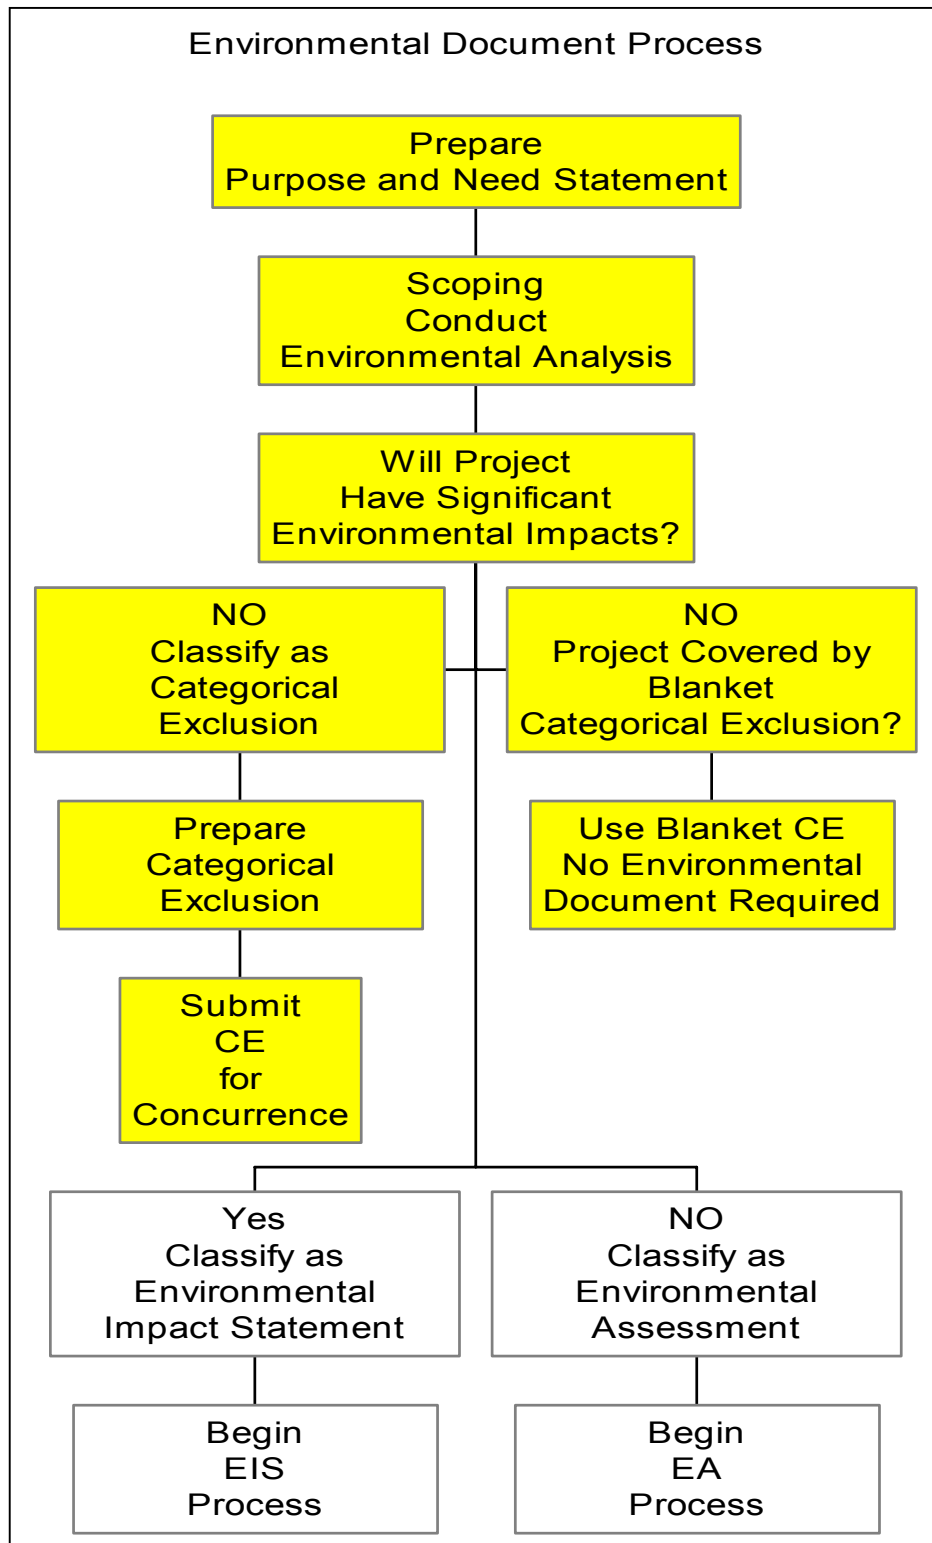 Environmental Document Process
Prepare
Purpose and Need Statement
Scoping
Conduct
Environmental Analysis
Will Project
Have Significant
Environmental Impacts?
NO
Classify as
Categorical
Exclusion
NO
Project Covered by
Blanket
Categorical Exclusion?
Prepare
Categorical
Exclusion
Use Blanket CE
No Environmental
Document Required
Submit
CE
for
Concurrence
Yes
Classify as
Environmental
Impact Statement
NO
Classify as
Environmental
Assessment
Begin
EIS
Process
Begin
EA
Process